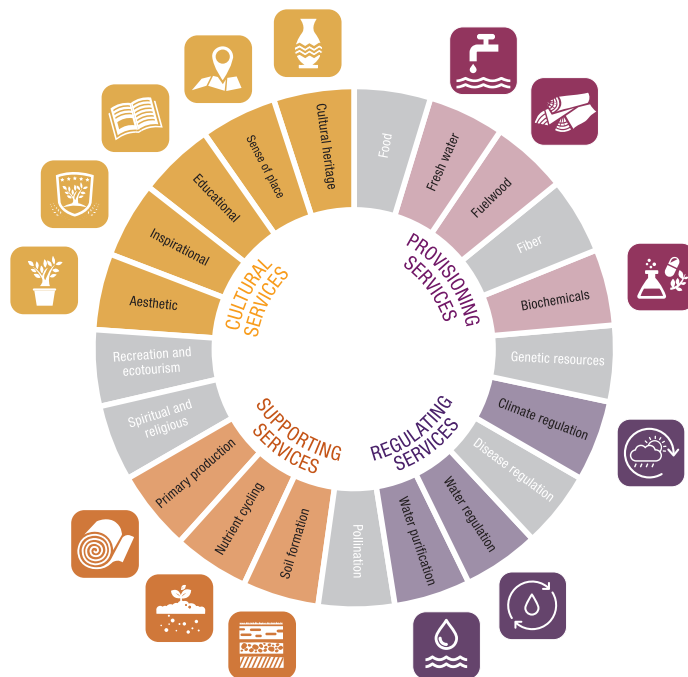 Food
Fresh water
Fuelwood
Fiber
Biochemicals
Genetic resources
Climate regulation
Disease regulation
Water regulation
Water purification
Pollination
Soil formation
Nutrient cycling
Primary production
Spiritual and
religious
Recreation and
ecotourism
Aesthetic
Inspirational
Educational
Sense of place
Cultural heritage
PROVISIONING
SERVICES
REGULATING
SERVICES
SUPPORTING
SERVICES
CULTURAL
SERVICES